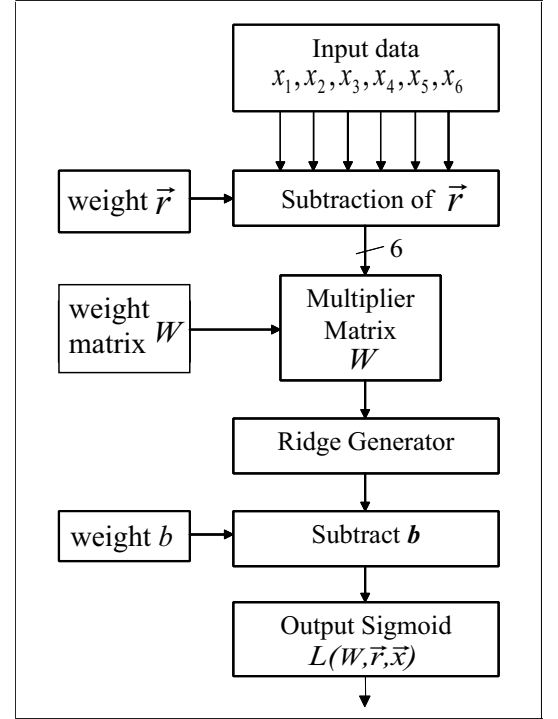 Input data
x₁, x₂, x₃, x₄, x₅, x₆
weight r⃗
Subtraction of r⃗
6
weight
matrix W
Multiplier
Matrix
W
Ridge Generator
weight b
Subtract b
Output Sigmoid
L(W,r⃗,x⃗)